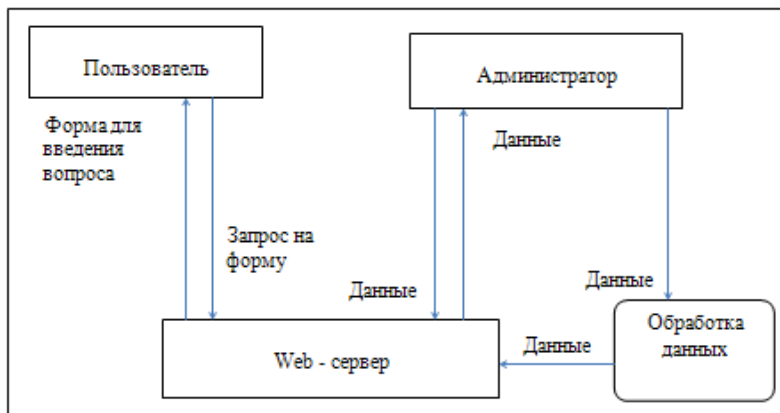 Пользователь
Администратор
Форма для
введения
вопроса
Данные
Запрос на
форму
Данные
Данные
Обработка
данных
Web - сервер
Данные